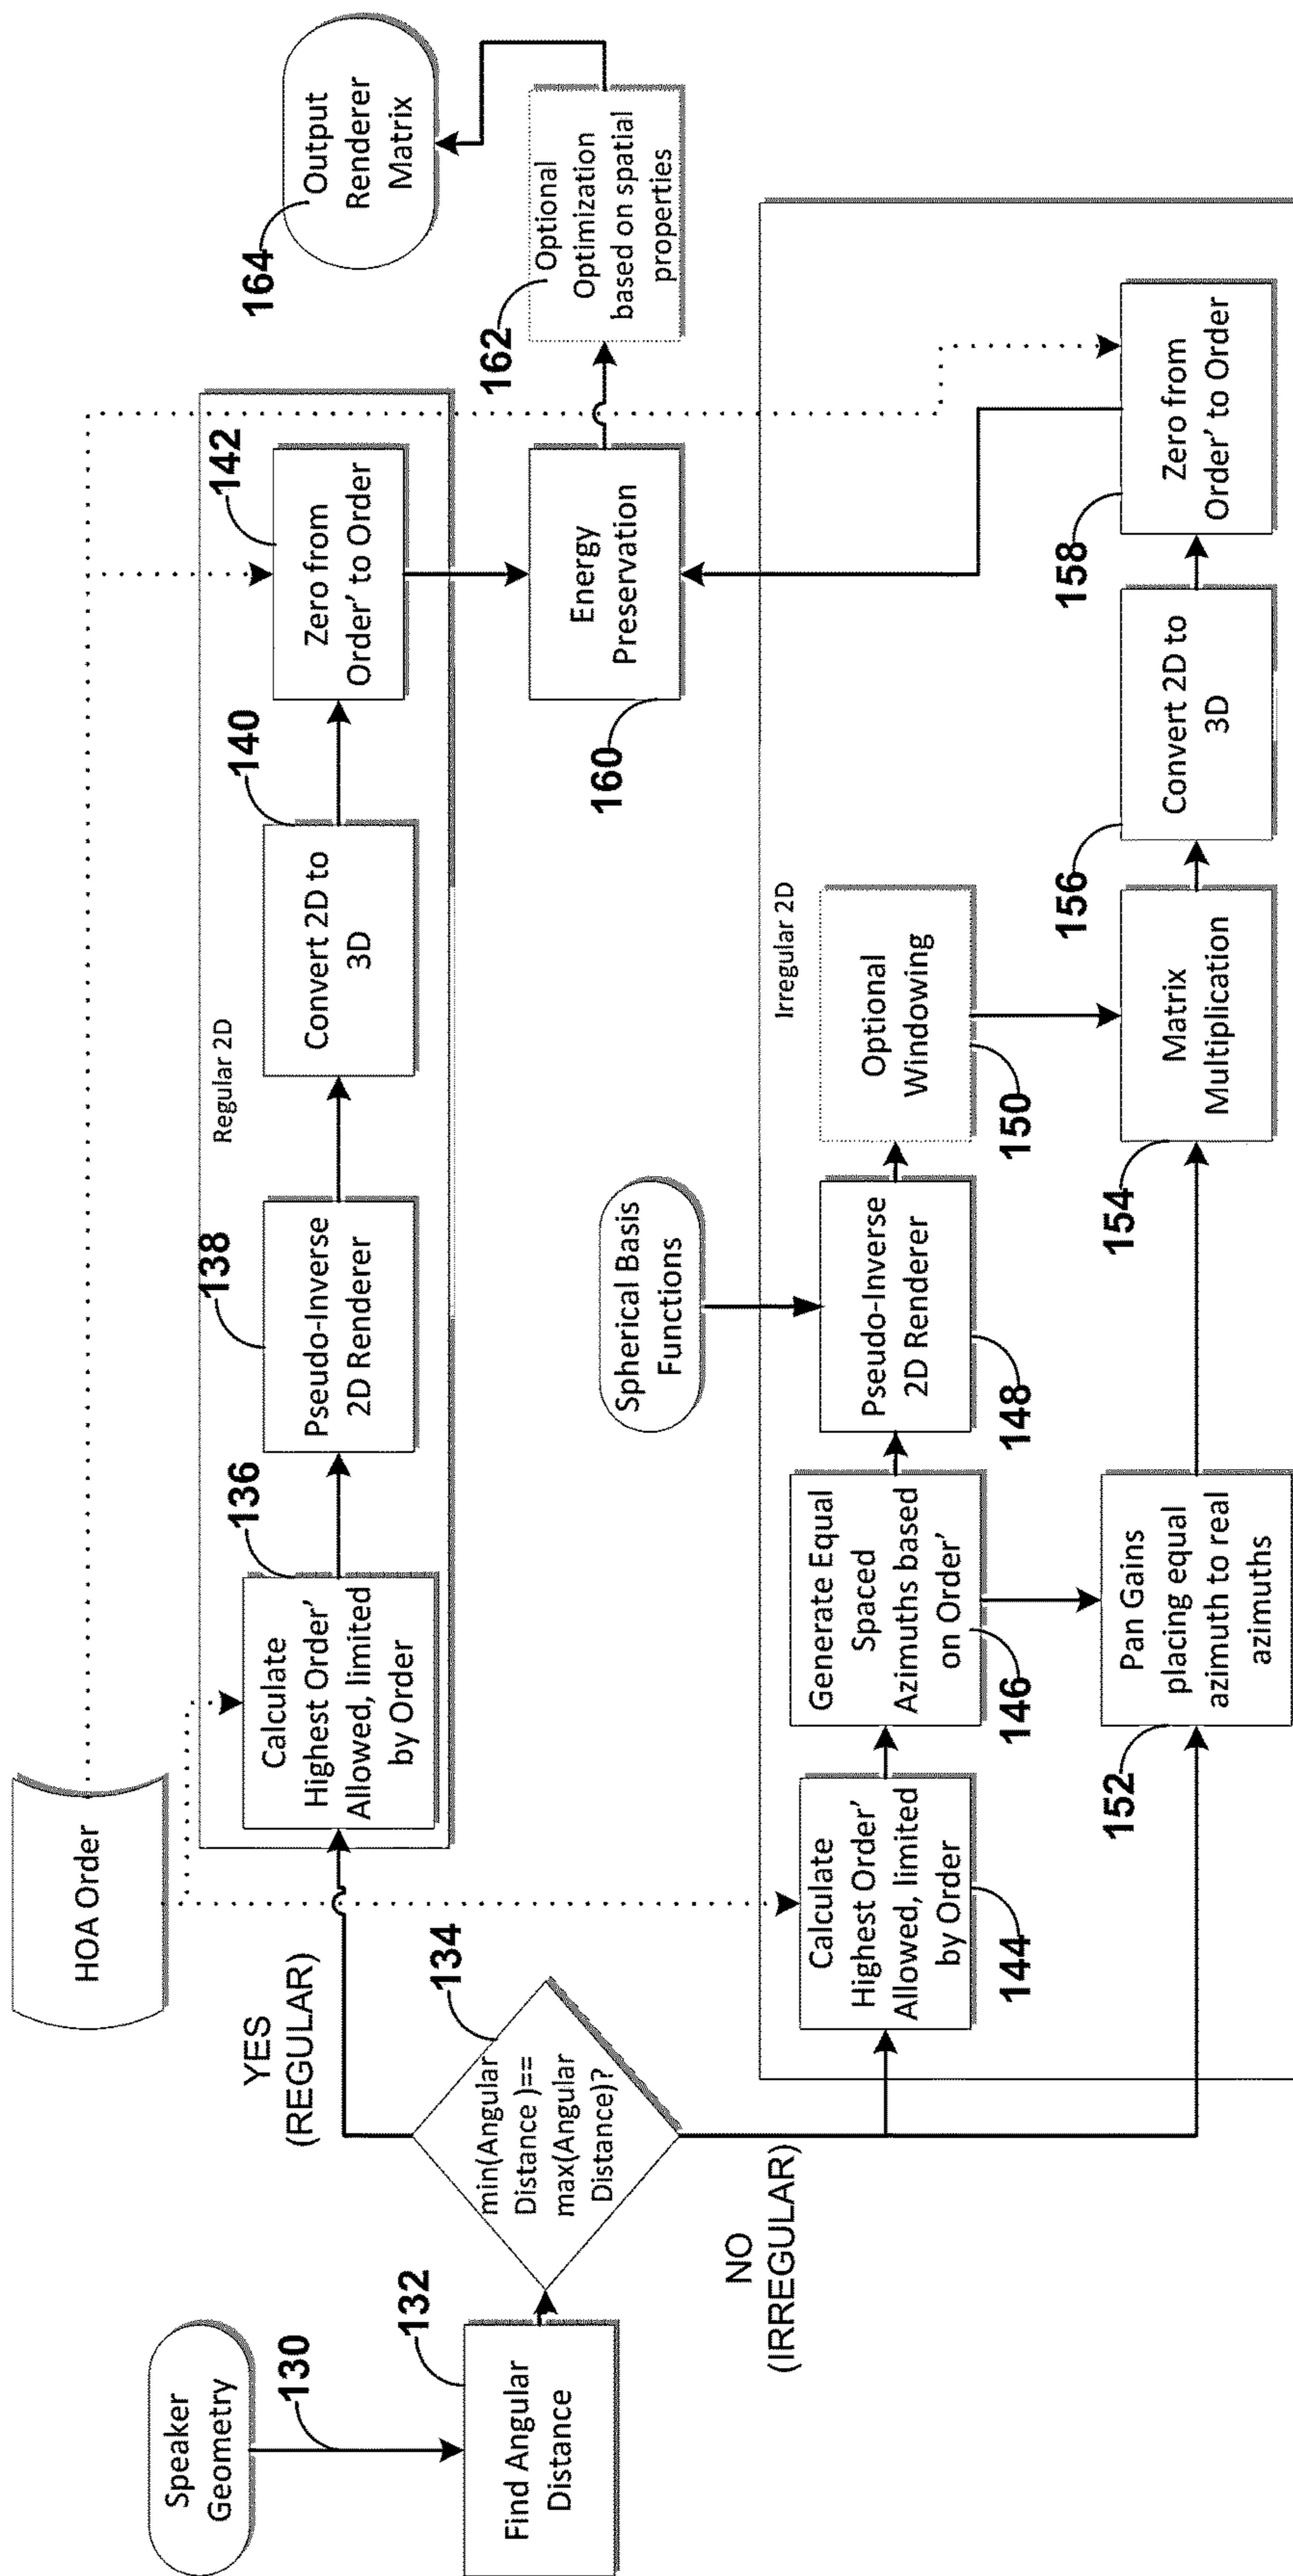 Speaker
Geometry
130
132
Find Angular
Distance
HOA Order
134
min(Angular
Distance )==
max(Angular
Distance)?
YES
(REGULAR)
NO
(IRREGULAR)
Regular 2D
136
Calculate
Highest Order’
Allowed, limited
by Order
138
Pseudo-Inverse
2D Renderer
140
Convert 2D to
3D
142
Zero from
Order’ to Order
Energy
Preservation
160
162
Optional
Optimization
based on spatial
properties
164
Output
Renderer
Matrix
Spherical Basis
Functions
Irregular 2D
Calculate
Highest Order’
Allowed, limited
by Order
144
Generate Equal
Spaced
Azimuths based
on Order’
146
Pseudo-Inverse
2D Renderer
148
Optional
Windowing
150
152
Pan Gains
placing equal
azimuth to real
azimuths
154
Matrix
Multiplication
156
Convert 2D to
3D
158
Zero from
Order’ to Order